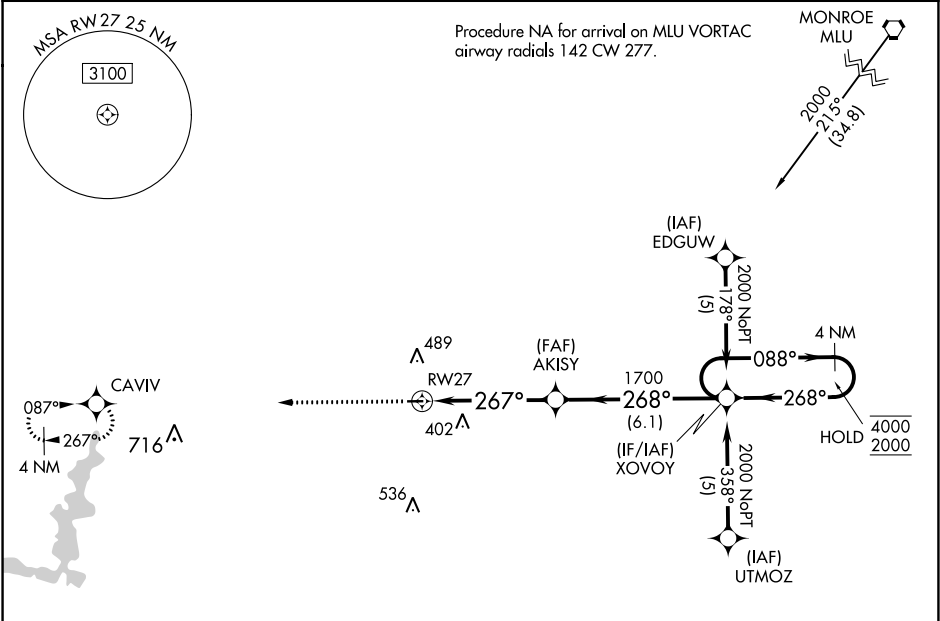 MSA RW 27 25 NM
3100
Procedure NA for arrival on MLU VORTAC
airway radials 142 CW 277.
MONROE
MLU
2000
215°
(34.8)
(IAF)
EDGUW
2000 NoPT
178°
(5)
4 NM
088°
489
(FAF)
AKISY
RW27
1700
267°
268°
(6.1)
268°
402
HOLD
4000
2000
(IF/IAF)
XOVOY
CAVIV
087°
267°
4 NM
716
536
2000 NoPT
358°
(5)
(IAF)
UTMOZ